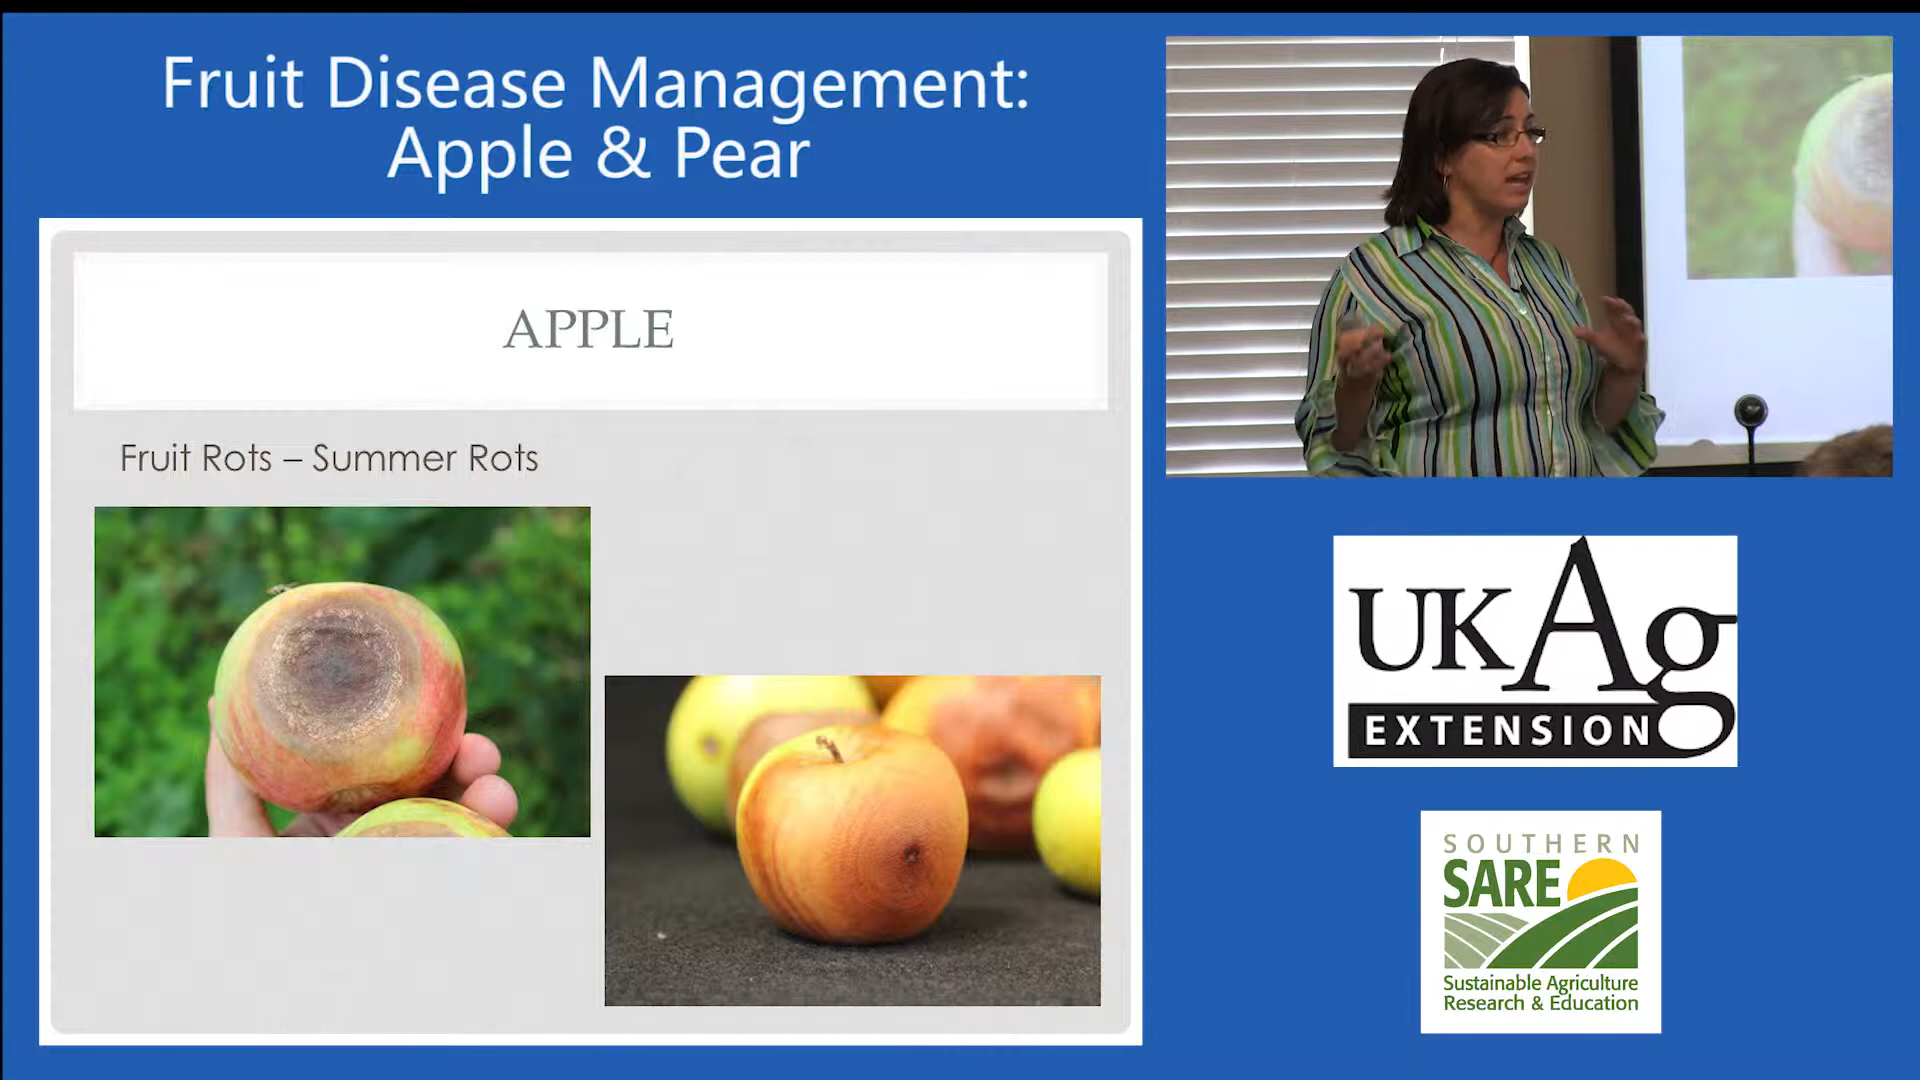 Fruit Disease Management:
Apple & Pear
APPLE
Fruit Rots – Summer Rots
UKAg
EXTENSION
SOUTHERN
SARE
Sustainable Agriculture
Research & Education